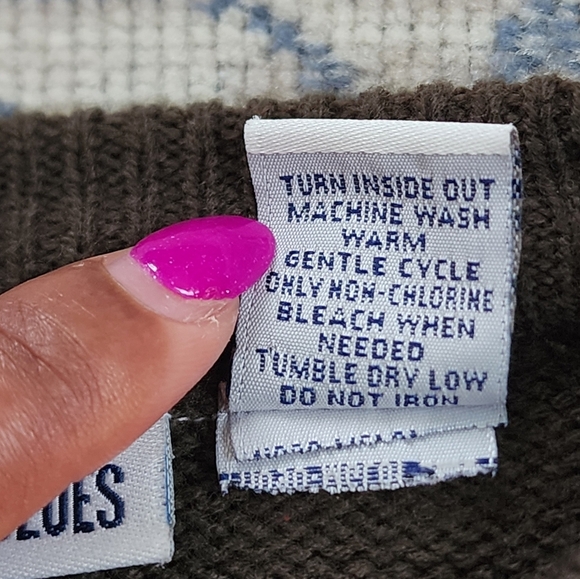 TURN INSIDE OUT
MACHINE WASH
WARM
GENTLE CYCLE
ONLY NON-CHLORINE
BLEACH WHEN
NEEDED
TUMBLE DRY LOW
DO NOT IRON